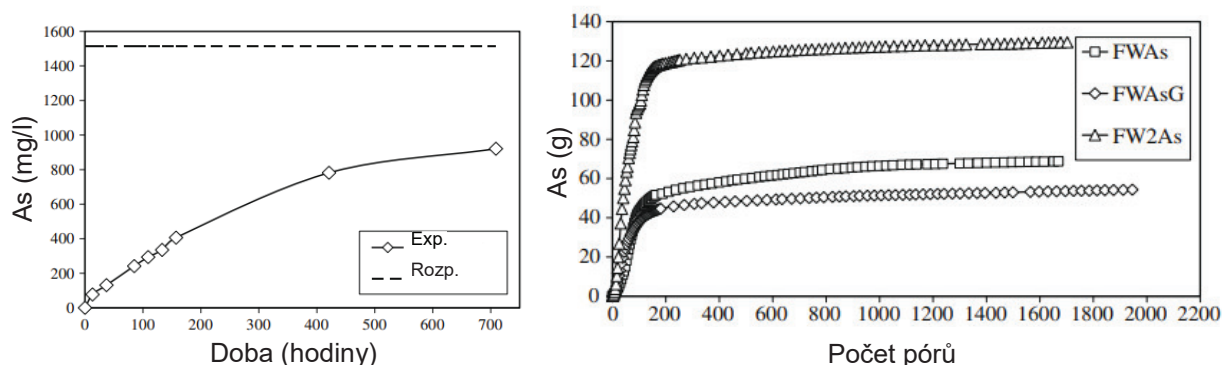 1600
1400
1200
1000
800
600
400
200
0
As (mg/l)
Exp.
Rozp.
0 100 200 300 400 500 600 700
Doba (hodiny)
140
120
100
80
60
40
20
0
As (g)
FWAs
FWAsG
FW2As
0 200 400 600 800 1000 1200 1400 1600 1800 2000 2200
Počet pórů